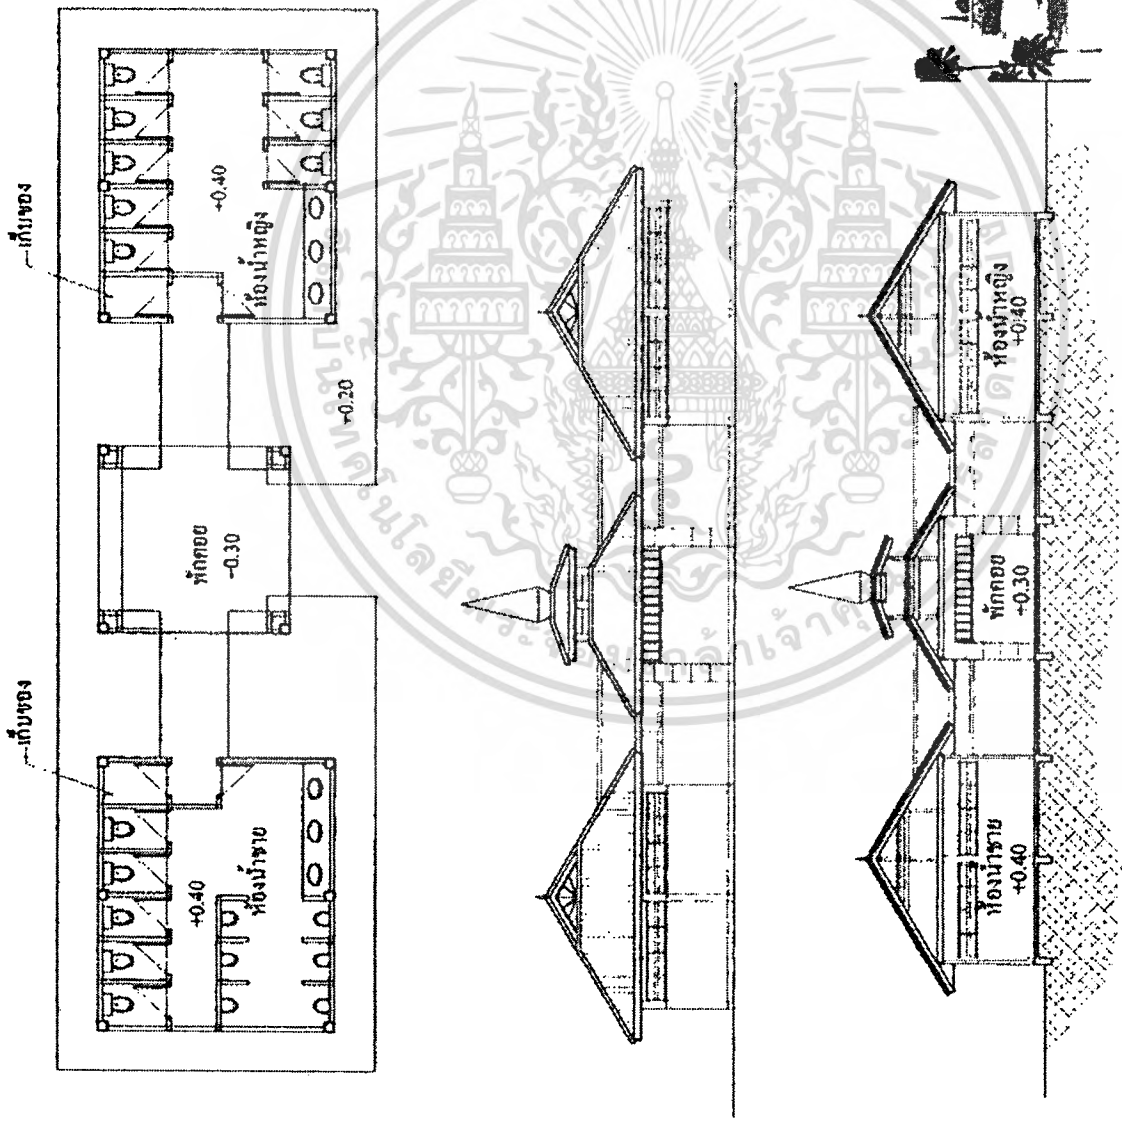 เก็บของ
เก็บของ
+0.40
ห้องน้ำชาย
พักคอย
-0.30
+0.40
ห้องน้ำหญิง
+0.20
ห้องน้ำชาย
+0.40
พักคอย
+0.30
ห้องน้ำหญิง
+0.40